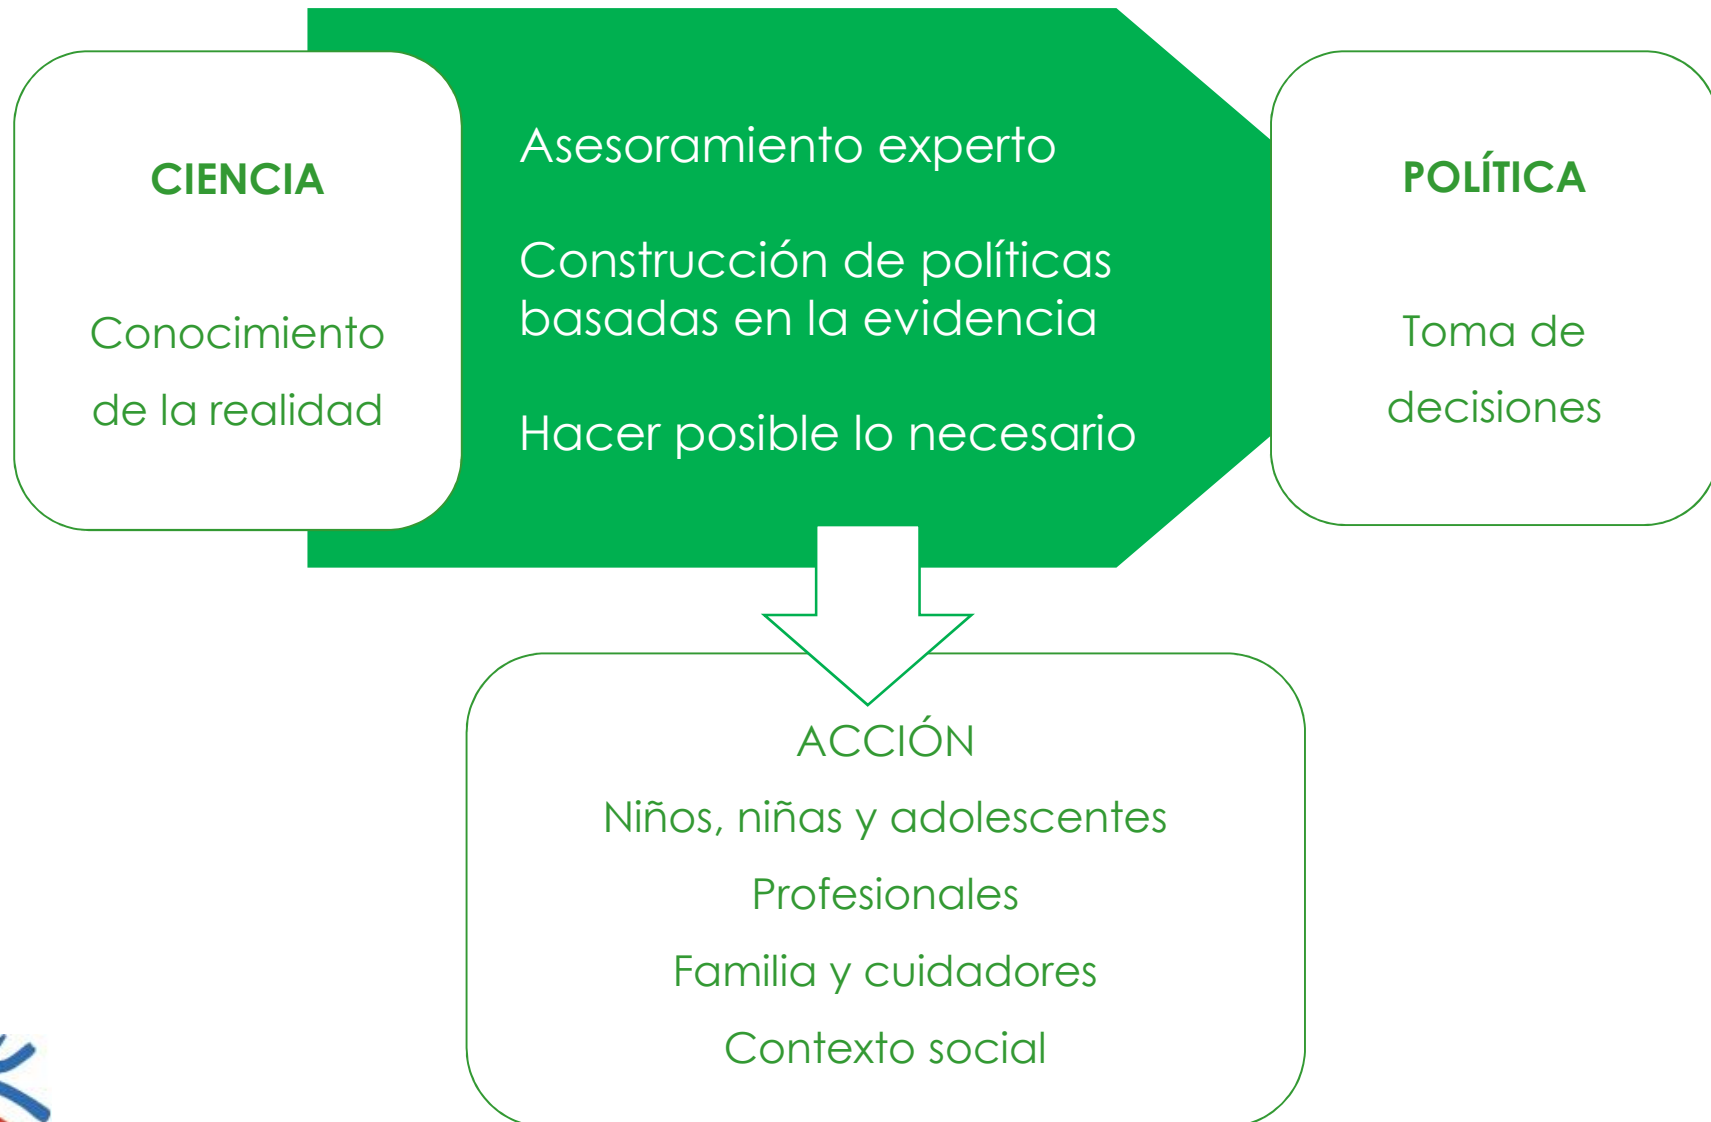 CIENCIA
Conocimiento
de la realidad
Asesoramiento experto
Construcción de políticas
basadas en la evidencia
Hacer posible lo necesario
POLÍTICA
Toma de
decisiones
ACCIÓN
Niños, niñas y adolescentes
Profesionales
Familia y cuidadores
Contexto social